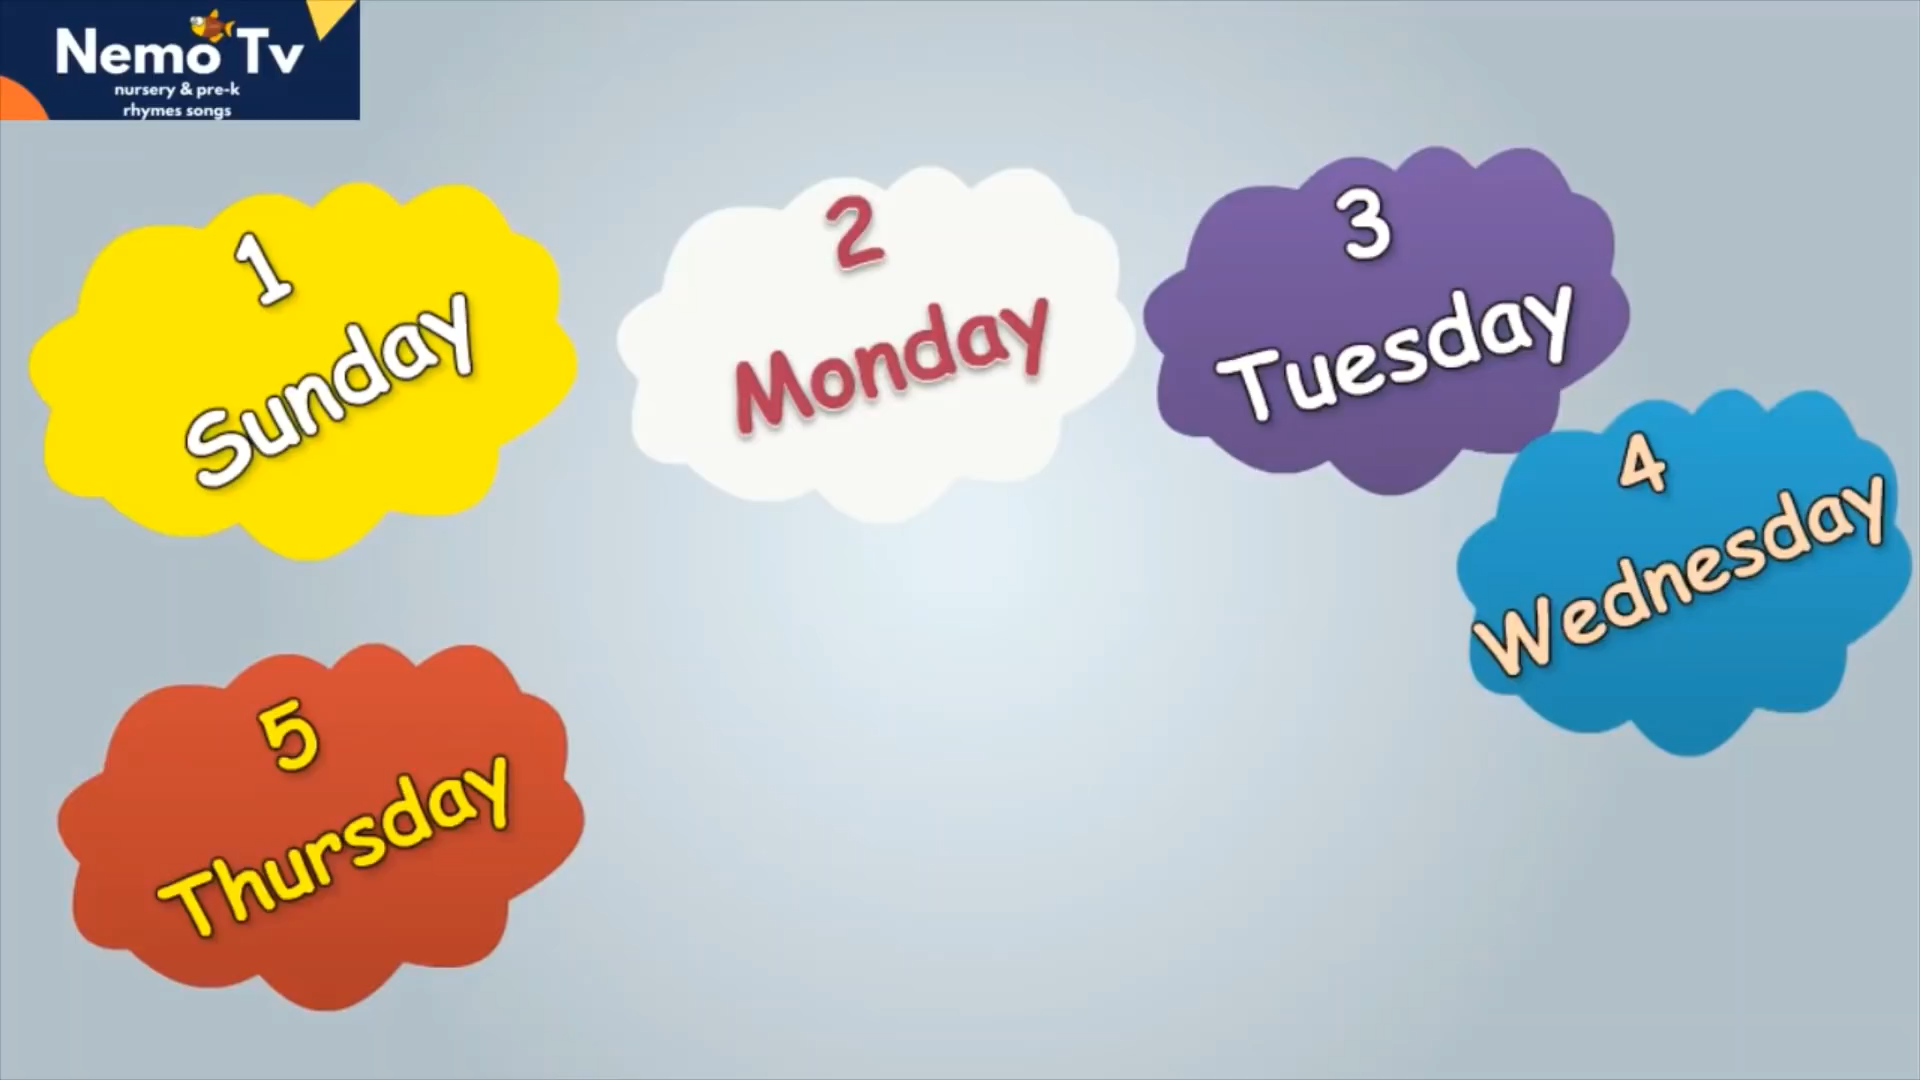 Nemo Tv
nursery & pre-k
rhymes songs
1
Sunday
2
Monday
3
Tuesday
4
Wednesday
5
Thursday